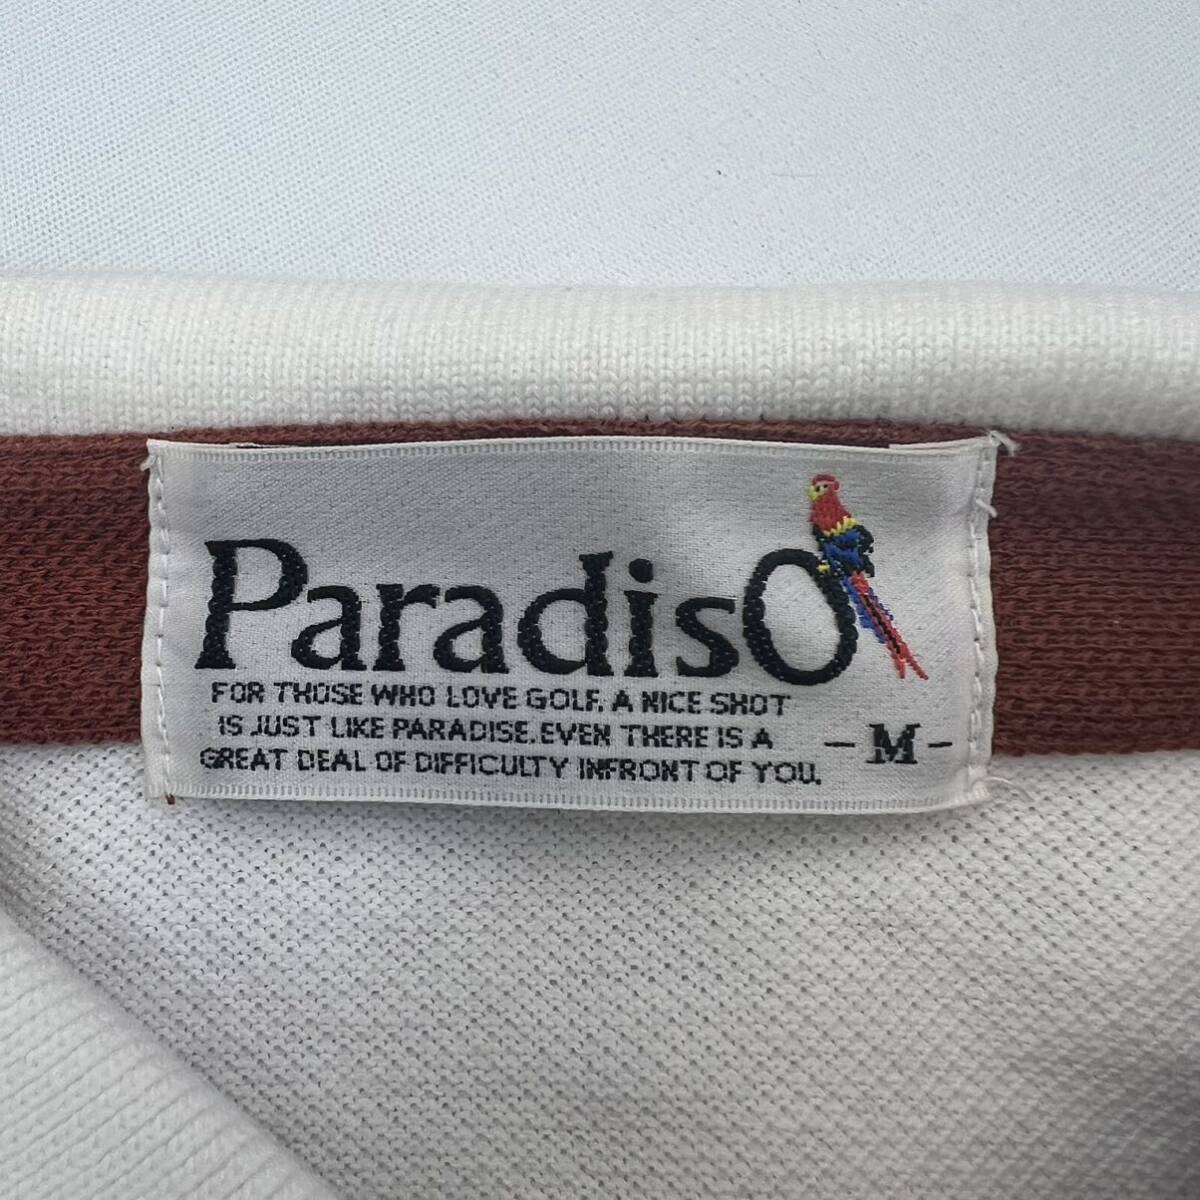 ParadisO
FOR THOSE WHO LOVE GOLF, A NICE SHOT
IS JUST LIKE PARADISE. EVEN THERE IS A
GREAT DEAL OF DIFFICULTY INFRONT OF YOU.
- M -